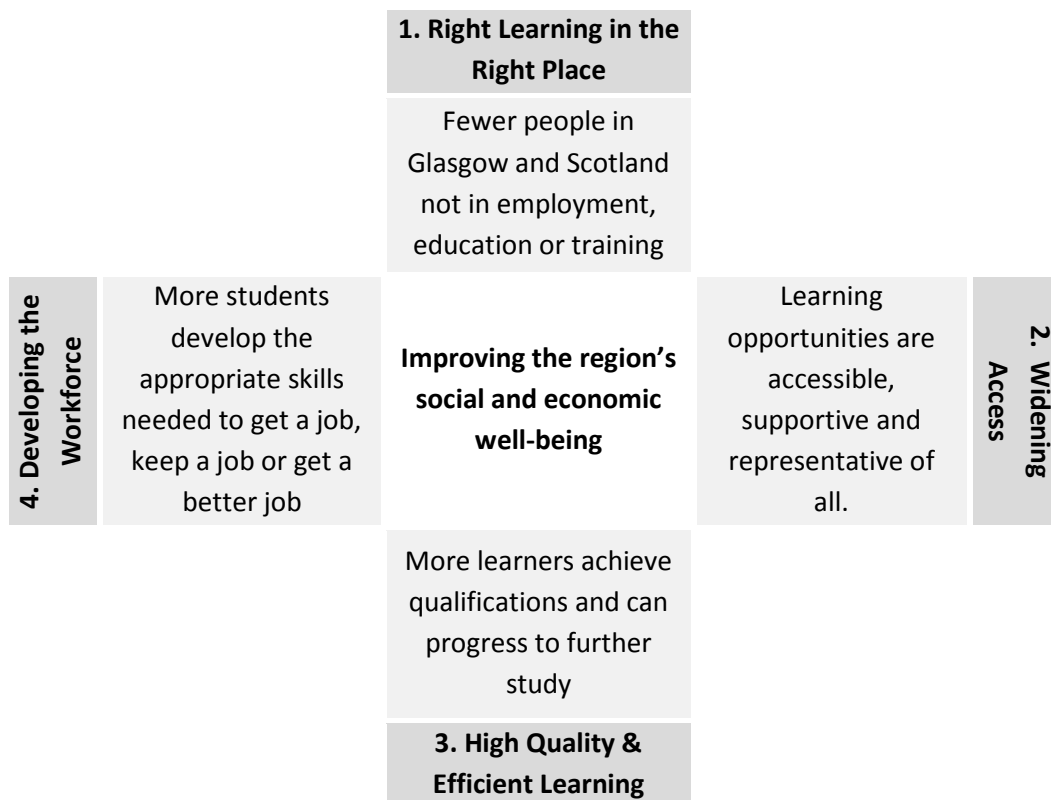 1. Right Learning in the
Right Place
Fewer people in
Glasgow and Scotland
not in employment,
education or training
4. Developing the
Workforce
More students
develop the
appropriate skills
needed to get a job,
keep a job or get a
better job
Improving the region’s
social and economic
well-being
Learning
opportunities are
accessible,
supportive and
representative of
all.
2. Widening
Access
More learners achieve
qualifications and can
progress to further
study
3. High Quality &
Efficient Learning